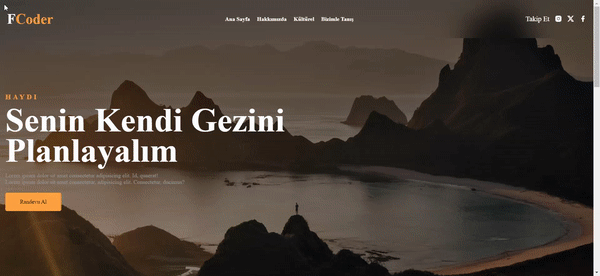 FCoder
Ana Sayfa Hakkımızda Kültürel Bizimle Tanış
Takip Et
HAYDI
Senin Kendi Gezini
Planlayalım
Lorem ipsum dolor sit amet consectetur adipisicing elit. Id, quaerat!
Lorem ipsum dolor sit amet consectetur, adipisicing elit. Consectetur, ducimus?
Randevu Al